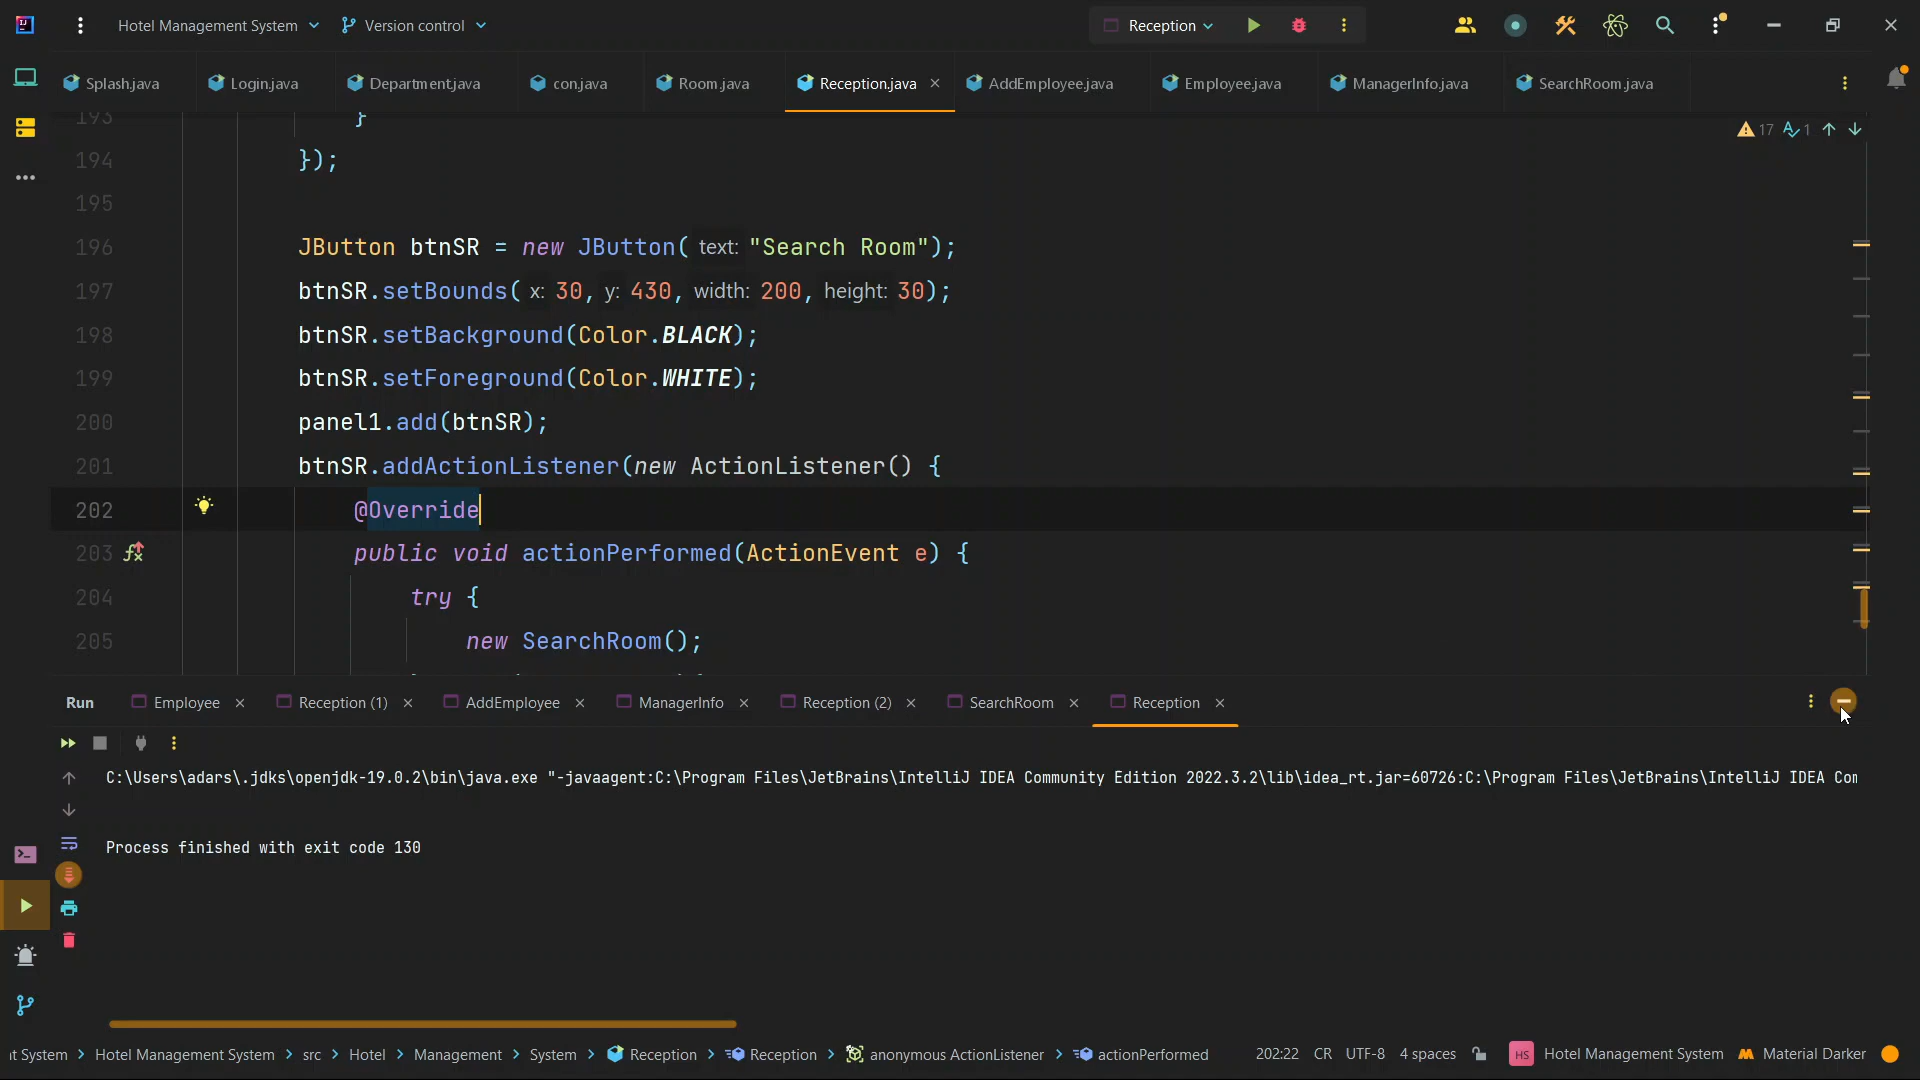 Hotel Management System
Version control
Reception
Splash.java
Login.java
Department.java
con.java
Room.java
Reception.java
AddEmployee.java
Employee.java
ManagerInfo.java
SearchRoom.java
17
1
193 }
194 });
195
196 JButton btnSR = new JButton( text: "Search Room");
197 btnSR.setBounds( x: 30, y: 430, width: 200, height: 30);
198 btnSR.setBackground(Color.BLACK);
199 btnSR.setForeground(Color.WHITE);
200 panel1.add(btnSR);
201 btnSR.addActionListener(new ActionListener() {
202 @Override
203 public void actionPerformed(ActionEvent e) {
204 try {
205 new SearchRoom();
Run
Employee
Reception (1)
AddEmployee
ManagerInfo
Reception (2)
SearchRoom
Reception
C:\Users\adars\.jdks\openjdk-19.0.2\bin\java.exe "-javaagent:C:\Program Files\JetBrains\IntelliJ IDEA Community Edition 2022.3.2\lib\idea_rt.jar=60726:C:\Program Files\JetBrains\IntelliJ IDEA Com
Process finished with exit code 130
t System > Hotel Management System > src > Hotel > Management > System > Reception > Reception > anonymous ActionListener > actionPerformed
202:22 CR UTF-8 4 spaces HS Hotel Management System Material Darker